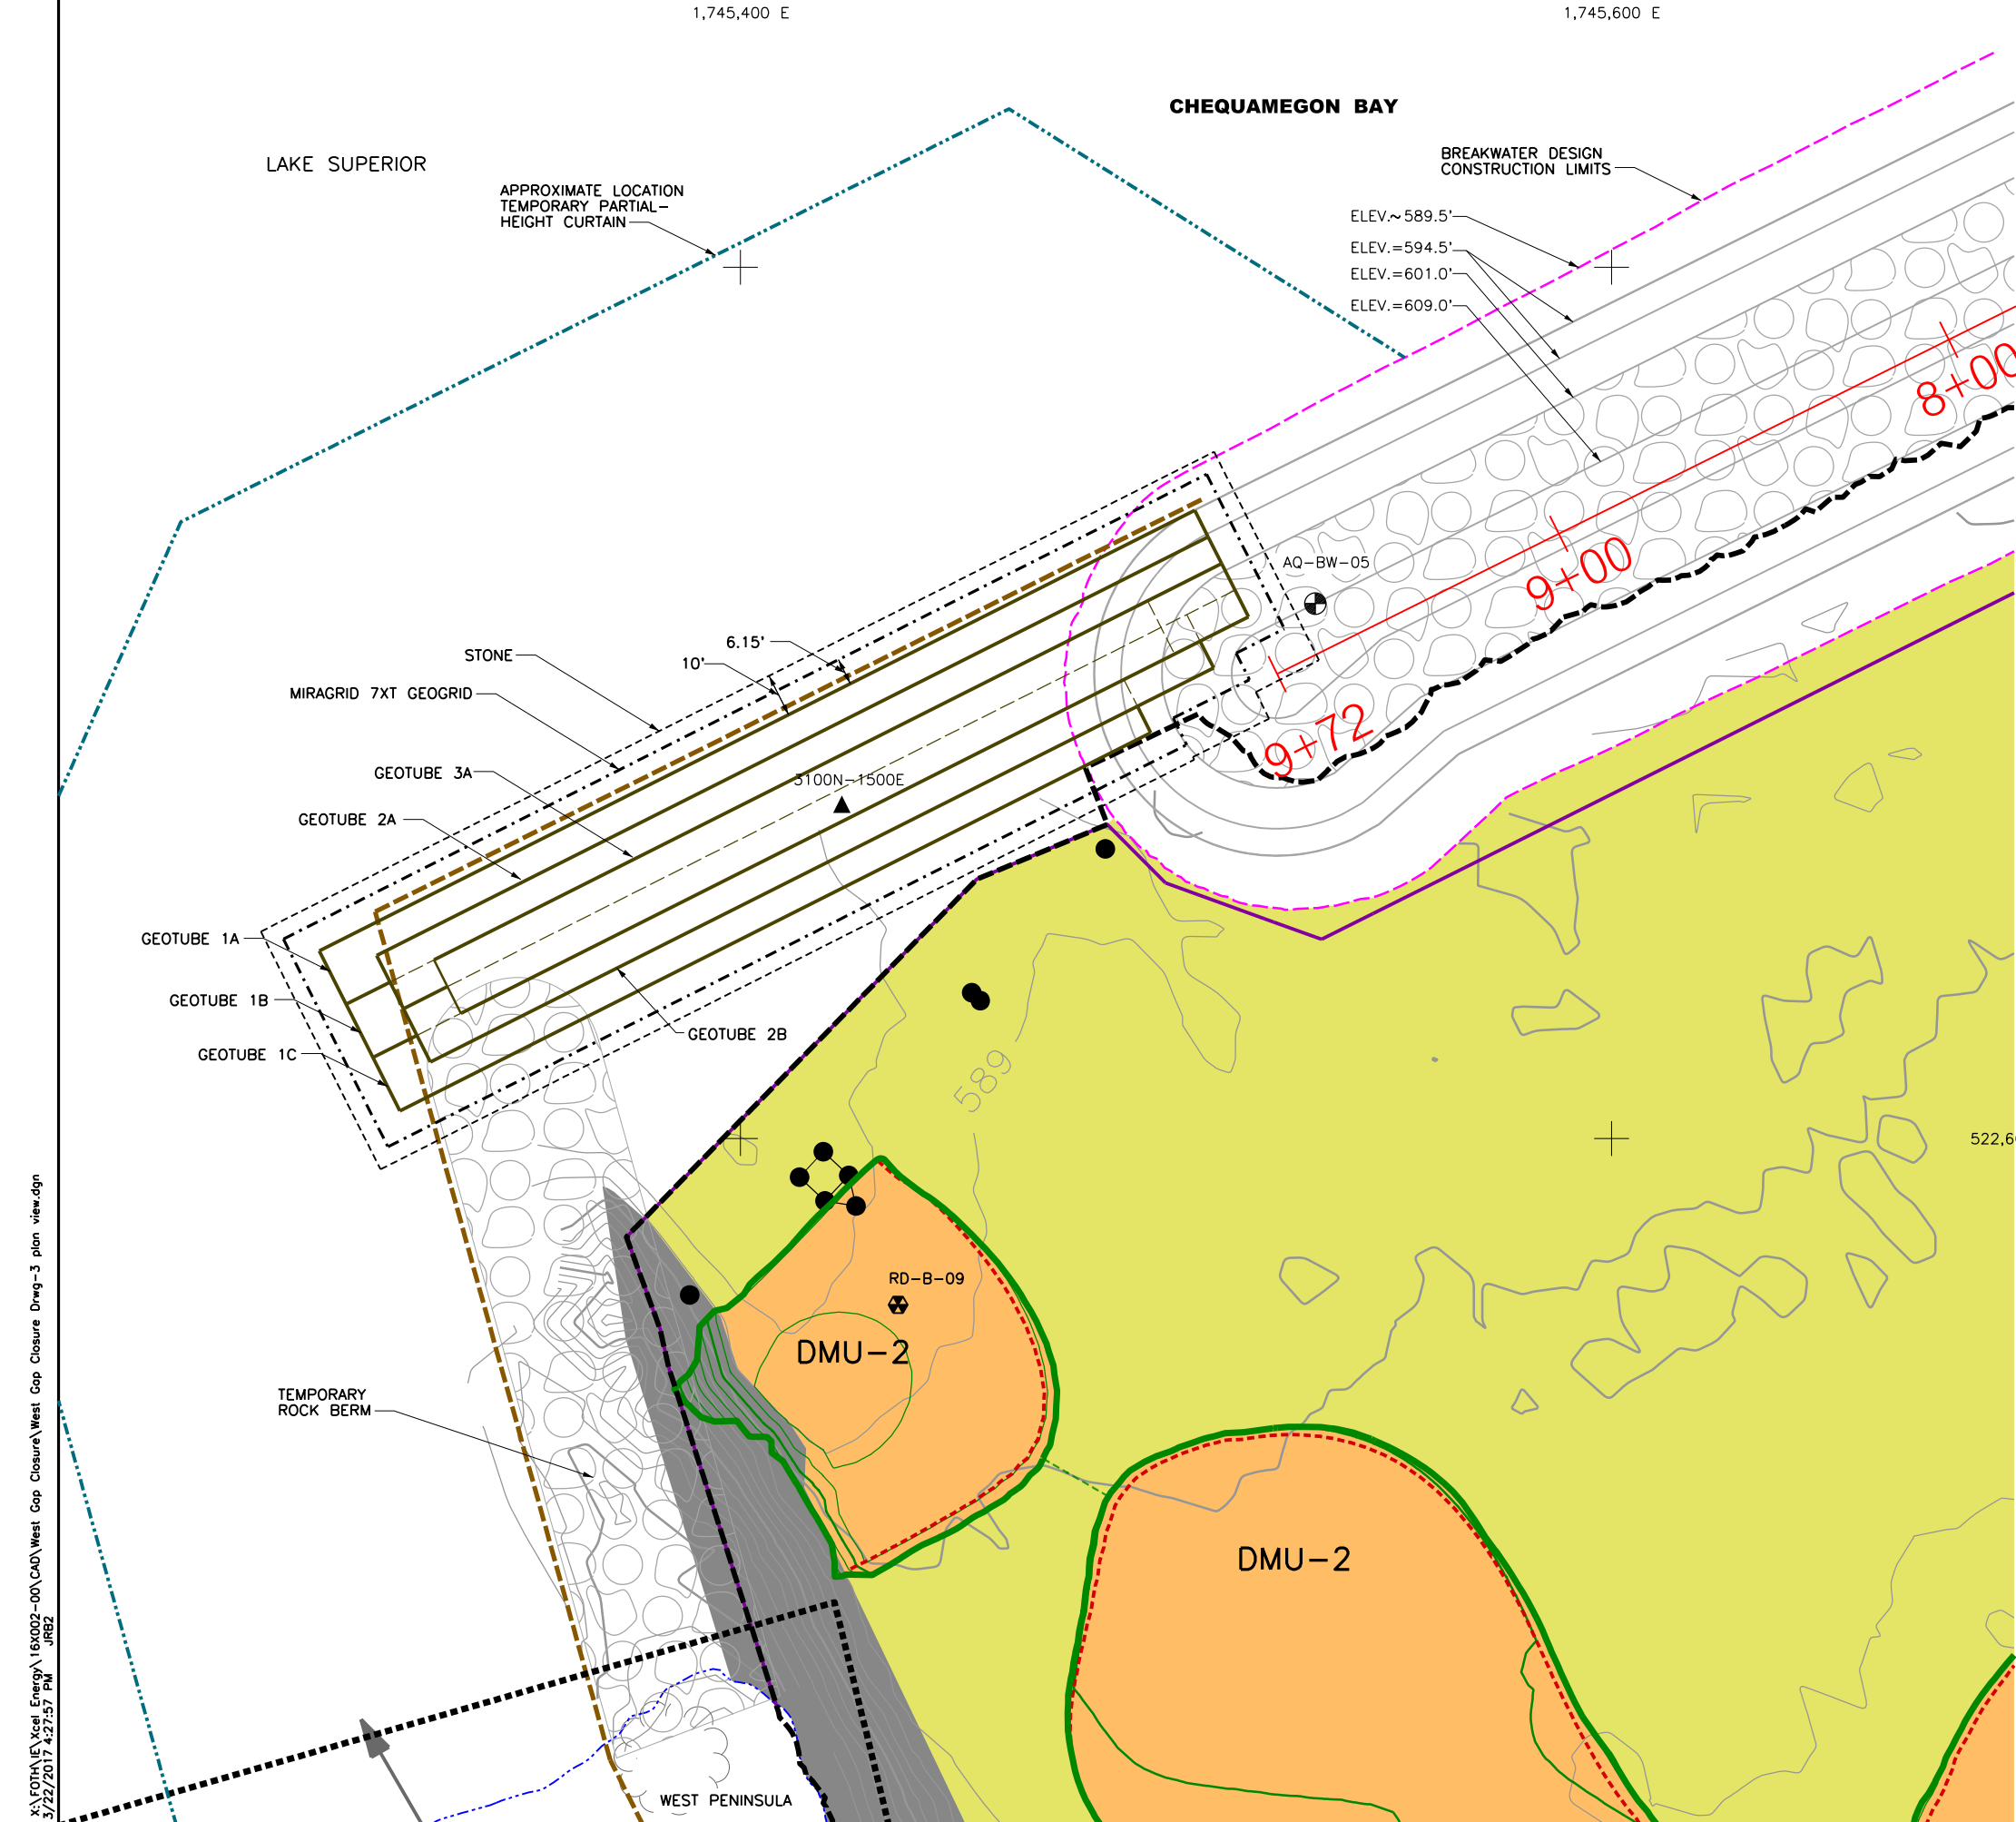 1,745,400 E
1,745,600 E
CHEQUAMEGON BAY
LAKE SUPERIOR
BREAKWATER DESIGN
CONSTRUCTION LIMITS
APPROXIMATE LOCATION
TEMPORARY PARTIAL-
HEIGHT CURTAIN
ELEV.~589.5'
ELEV.=594.5'
ELEV.=601.0'
ELEV.=609.0'
8+00
9+00
9+72
AQ-BW-05
6.15'
10'
STONE
MIRAGRID 7XT GEOGRID
GEOTUBE 3A
3100N-1500E
GEOTUBE 2A
GEOTUBE 1A
GEOTUBE 1B
GEOTUBE 2B
GEOTUBE 1C
589
522,6
RD-B-09
DMU-2
TEMPORARY
ROCK BERM
DMU-2
WEST PENINSULA
X:\FOTH\IE\Xcel Energy\16X002-00\CAD\West Gap Closure\West Gap Closure Drwg-3 plan view.dgn
3/22/2017 4:27:57 PM JRB2